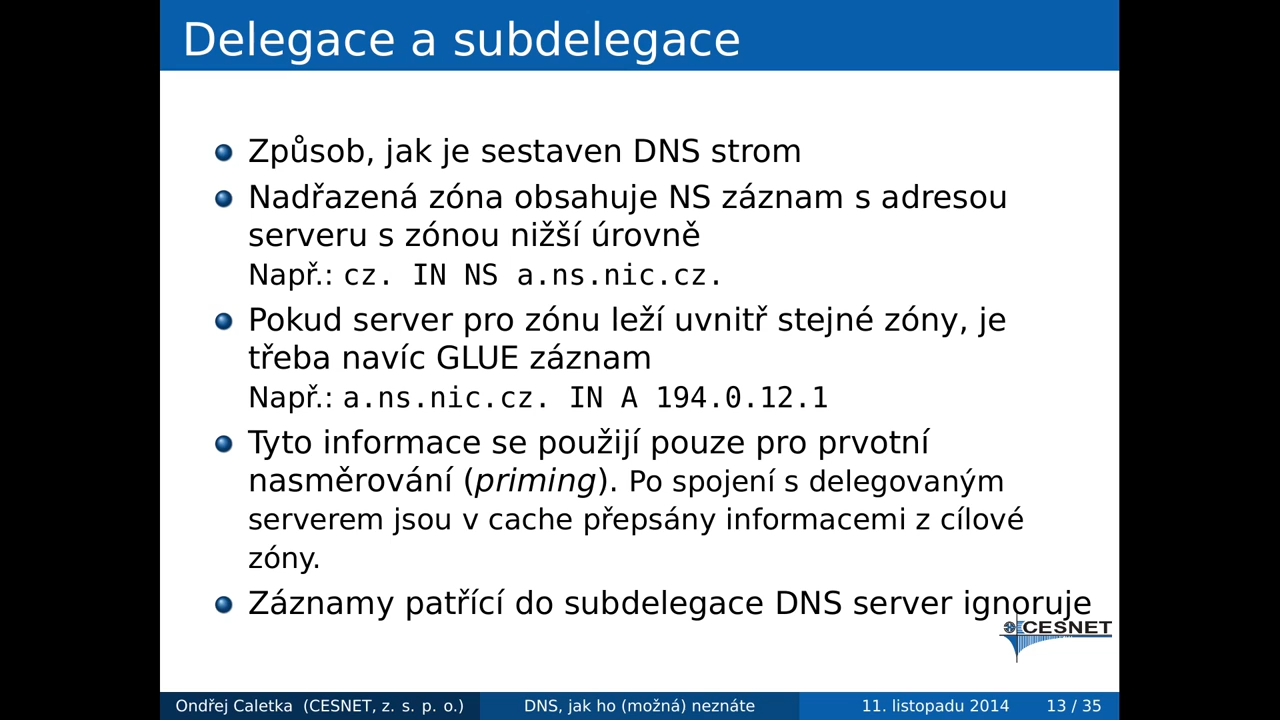 Delegace a subdelegace
Způsob, jak je sestaven DNS strom
Nadřazená zóna obsahuje NS záznam s adresou
serveru s zónou nižší úrovně
Např.: cz. IN NS a.ns.nic.cz.
Pokud server pro zónu leží uvnitř stejné zóny, je
třeba navíc GLUE záznam
Např.: a.ns.nic.cz. IN A 194.0.12.1
Tyto informace se použijí pouze pro prvotní
nasměrování (priming). Po spojení s delegovaným
serverem jsou v cache přepsány informacemi z cílové
zóny.
Záznamy patřící do subdelegace DNS server ignoruje
CESNET
Ondřej Caletka (CESNET, z. s. p. o.) DNS, jak ho (možná) neznáte 11. listopadu 2014 13 / 35